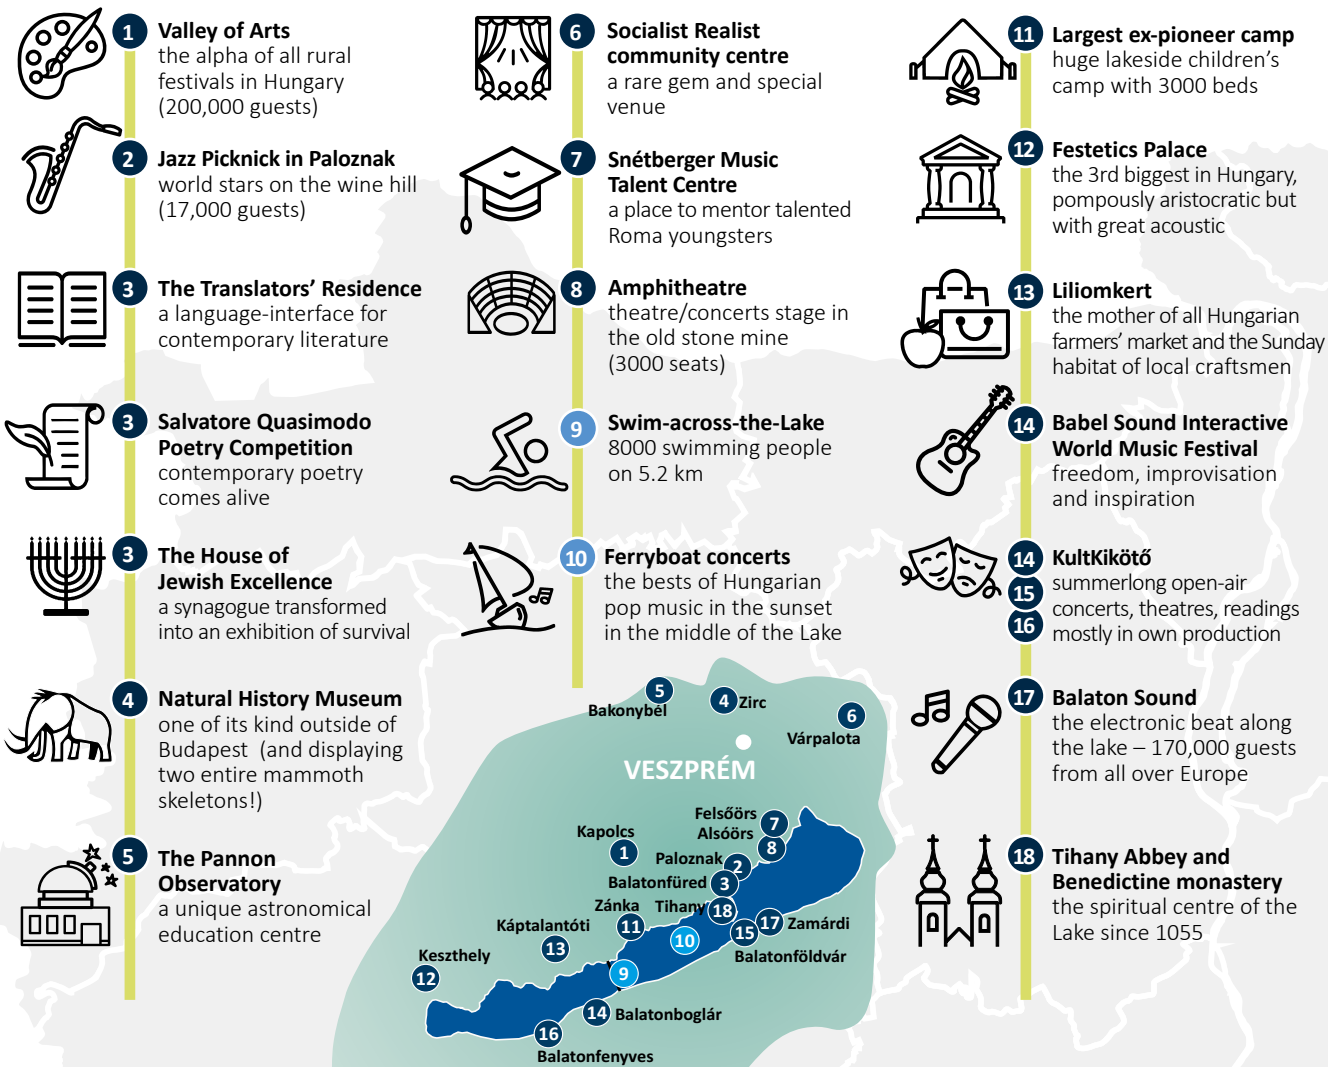 1
Valley of Arts
the alpha of all rural
festivals in Hungary
(200,000 guests)
2
Jazz Picknick in Paloznak
world stars on the wine hill
(17,000 guests)
3
The Translators’ Residence
a language-interface for
contemporary literature
3
Salvatore Quasimodo
Poetry Competition
contemporary poetry
comes alive
3
The House of
Jewish Excellence
a synagogue transformed
into an exhibition of survival
4
Natural History Museum
one of its kind outside of
Budapest (and displaying
two entire mammoth
skeletons!)
5
The Pannon
Observatory
a unique astronomical
education centre
6
Socialist Realist
community centre
a rare gem and special
venue
7
Snétberger Music
Talent Centre
a place to mentor talented
Roma youngsters
8
Amphitheatre
theatre/concerts stage in
the old stone mine
(3000 seats)
9
Swim-across-the-Lake
8000 swimming people
on 5.2 km
10
Ferryboat concerts
the bests of Hungarian
pop music in the sunset
in the middle of the Lake
11
Largest ex-pioneer camp
huge lakeside children’s
camp with 3000 beds
12
Festetics Palace
the 3rd biggest in Hungary,
pompously aristocratic but
with great acoustic
13
Liliomkert
the mother of all Hungarian
farmers’ market and the Sunday
habitat of local craftsmen
14
Babel Sound Interactive
World Music Festival
freedom, improvisation
and inspiration
14
15
16
KultKikötő
summerlong open-air
concerts, theatres, readings
mostly in own production
17
Balaton Sound
the electronic beat along
the lake – 170,000 guests
from all over Europe
18
Tihany Abbey and
Benedictine monastery
the spiritual centre of the
Lake since 1055
5
Bakonybél
4 Zirc
6
Várpalota
VESZPRÉM
Felsőörs
7
Alsóörs
8
Kapolcs
1
Paloznak
2
Balatonfüred
3
Zánka
11
Tihany
18
17 Zamárdi
15
Balatonföldvár
10
Káptalantóti
13
Keszthely
12
9
14 Balatonboglár
16
Balatonfenyves